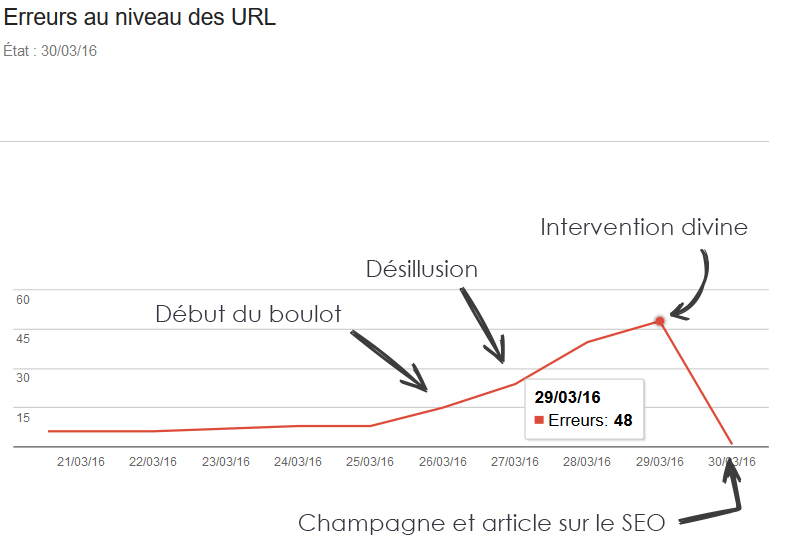 Erreurs au niveau des URL
État : 30/03/16
Intervention divine
Désillusion
Début du boulot
60
45
30
15
29/03/16
Erreurs: 48
21/03/16 22/03/16 23/03/16 24/03/16 25/03/16 26/03/16 27/03/16 28/03/16 29/03/16 30/03/16
Champagne et article sur le SEO